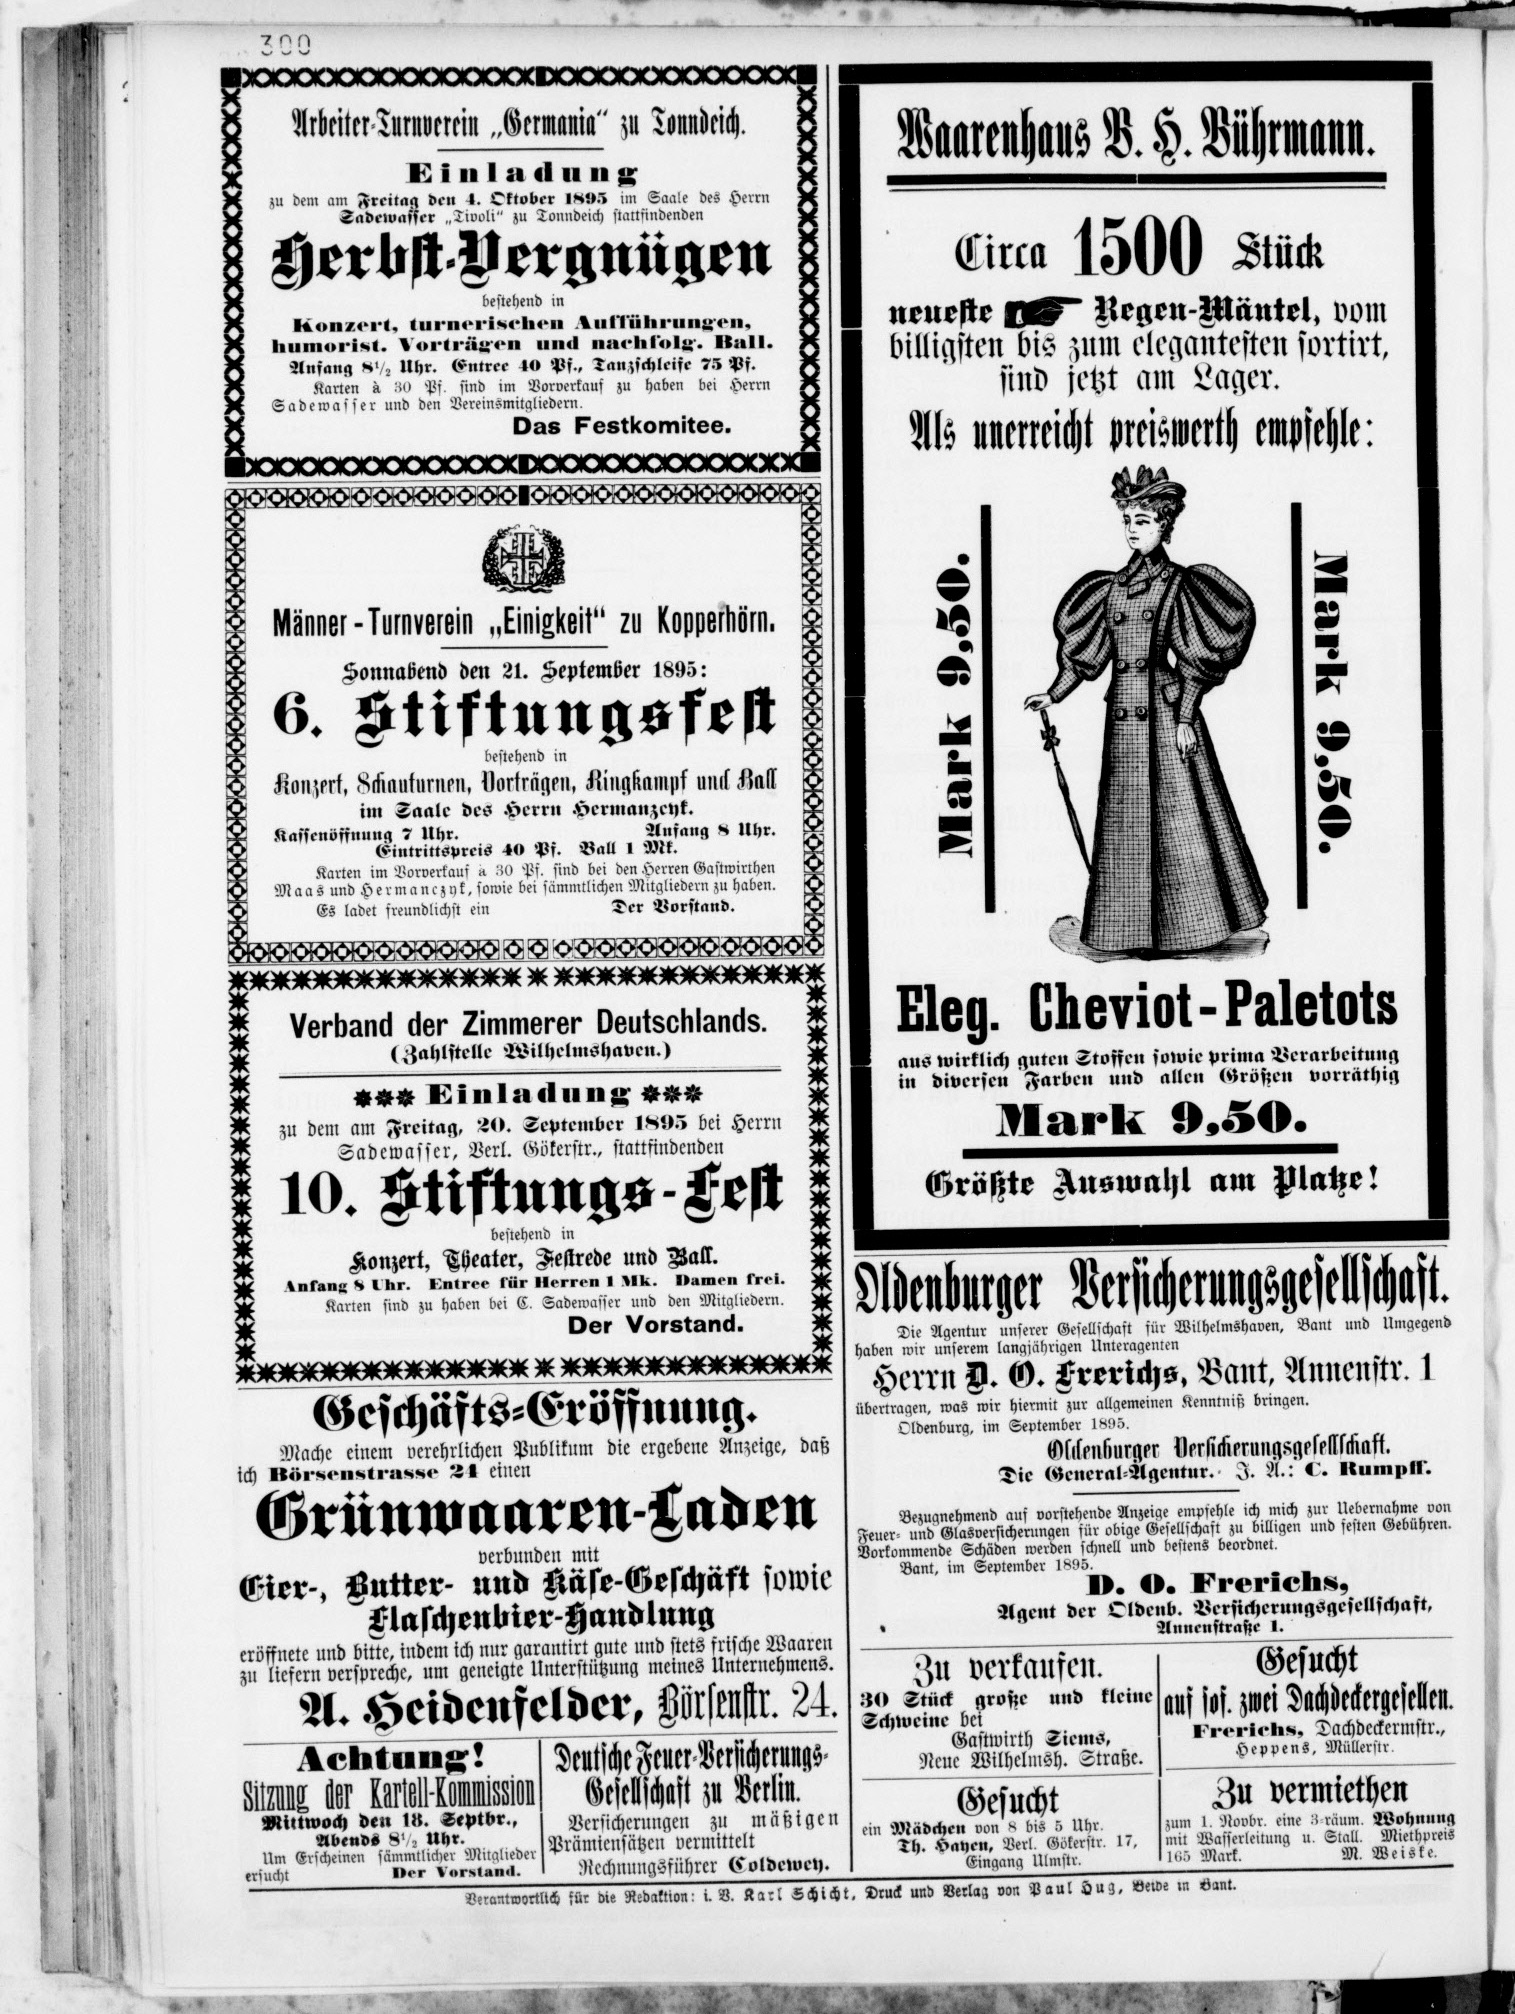 300
Arbeiter-Turnverein „Germania“ zu Tonndeich.
Einladung
zu dem am Freitag den 4. Oktober 1895 im Saale des Herrn
Sadewasser „Tivoli“ zu Tonndeich stattfindenden
Herbst-Vergnügen
bestehend in
Konzert, turnerischen Aufführungen,
humorist. Vorträgen und nachfolg. Ball.
Anfang 8½ Uhr. Entree 40 Pf., Tanzschleife 75 Pf.
Karten à 30 Pf. sind im Vorverkauf zu haben bei Herrn
Sadewasser und den Vereinsmitgliedern.
Das Festkomitee.
Männer-Turnverein „Einigkeit“ zu Kopperhörn.
Sonnabend den 21. September 1895:
6. Stiftungsfest
bestehend in
Konzert, Schauturnen, Vorträgen, Ringkampf und Ball
im Saale des Herrn Hermanzcyk.
Kassenöffnung 7 Uhr. Anfang 8 Uhr.
Eintrittspreis 40 Pf. Ball 1 Mk.
Karten im Vorverkauf à 30 Pf. sind bei den Herren Gastwirthen
Maas und Hermanczyk, sowie bei sämmtlichen Mitgliedern zu haben.
Es ladet freundlichst ein Der Vorstand.
Verband der Zimmerer Deutschlands.
(Zahlstelle Wilhelmshaven.)
*** Einladung ***
zu dem am Freitag, 20. September 1895 bei Herrn
Sadewasser, Verl. Gökerstr., stattfindenden
10. Stiftungs-Fest
bestehend in
Konzert, Theater, Festrede und Ball.
Anfang 8 Uhr. Entree für Herren 1 Mk. Damen frei.
Karten sind zu haben bei C. Sadewasser und den Mitgliedern.
Der Vorstand.
Geschäfts-Eröffnung.
Mache einem verehrlichen Publikum die ergebene Anzeige, daß
ich Börsenstrasse 24 einen
Grünwaaren-Laden
verbunden mit
Eier-, Butter- und Käse-Geschäft sowie
Flaschenbier-Handlung
eröffnete und bitte, indem ich nur garantirt gute und stets frische Waaren
zu liefern verspreche, um geneigte Unterstützung meines Unternehmens.
A. Heidenfelder, Börsenstr. 24.
Achtung!
Sitzung der Kartell-Kommission
Mittwoch den 18. Septbr.,
Abends 8½ Uhr.
Um Erscheinen sämmtlicher Mitglieder
ersucht Der Vorstand.
Deutsche Feuer-Versicherungs-
Gesellschaft zu Berlin.
Versicherungen zu mäßigen
Prämiensätzen vermittelt
Rechnungsführer Coldewey.
Waarenhaus B. H. Bührmann.
Circa 1500 Stück
neueste Regen-Mäntel, vom
billigsten bis zum elegantesten sortirt,
sind jetzt am Lager.
Als unerreicht preiswerth empfehle:
Mark 9,50.
Mark 9,50.
Eleg. Cheviot-Paletots
aus wirklich guten Stoffen sowie prima Verarbeitung
in diversen Farben und allen Größen vorräthig
Mark 9,50.
Größte Auswahl am Platze!
Oldenburger Versicherungsgesellschaft.
Die Agentur unserer Gesellschaft für Wilhelmshaven, Bant und Umgegend
haben wir unserem langjährigen Unteragenten
Herrn D. O. Frerichs, Bant, Annenstr. 1
übertragen, was wir hiermit zur allgemeinen Kenntniß bringen.
Oldenburg, im September 1895.
Oldenburger Versicherungsgesellschaft.
Die General-Agentur. J. A.: C. Rumpff.
Bezugnehmend auf vorstehende Anzeige empfehle ich mich zur Uebernahme von
Feuer- und Glasversicherungen für obige Gesellschaft zu billigen und festen Gebühren.
Vorkommende Schäden werden schnell und bestens beordnet.
Bant, im September 1895.
D. O. Frerichs,
Agent der Oldenb. Versicherungsgesellschaft,
Annenstraße 1.
Zu verkaufen.
30 Stück große und kleine
Schweine bei
Gastwirth Siems,
Neue Wilhelmsh. Straße.
Gesucht
ein Mädchen von 8 bis 5 Uhr.
Th. Hayen, Verl. Gökerstr. 17,
Eingang Ulmstr.
Gesucht
auf sof. zwei Dachdeckergesellen.
Frerichs, Dachdeckermstr.,
Heppens, Müllerstr.
Zu vermiethen
zum 1. Novbr. eine 3-räum. Wohnung
mit Wasserleitung u. Stall. Miethpreis
165 Mark. M. Weiske.
Verantwortlich für die Redaktion: i. V. Karl Schicht, Druck und Verlag von Paul Hug, Beide in Bant.